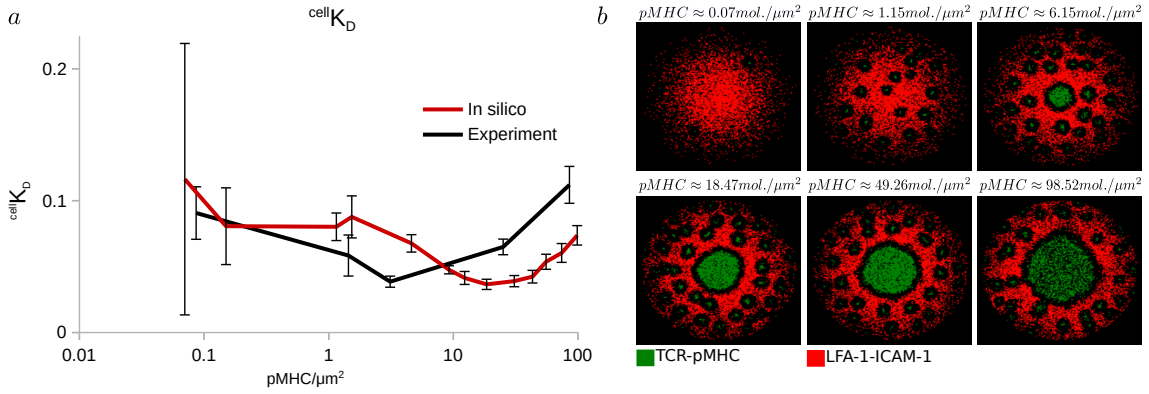 a
cellK_D
0.2
0.1
0
cellK_D
In silico
Experiment
0.01
0.1
1
10
100
pMHC/µm²
b
pMHC ≈ 0.07mol./µm²
pMHC ≈ 1.15mol./µm²
pMHC ≈ 6.15mol./µm²
pMHC ≈ 18.47mol./µm²
pMHC ≈ 49.26mol./µm²
pMHC ≈ 98.52mol./µm²
TCR-pMHC
LFA-1-ICAM-1